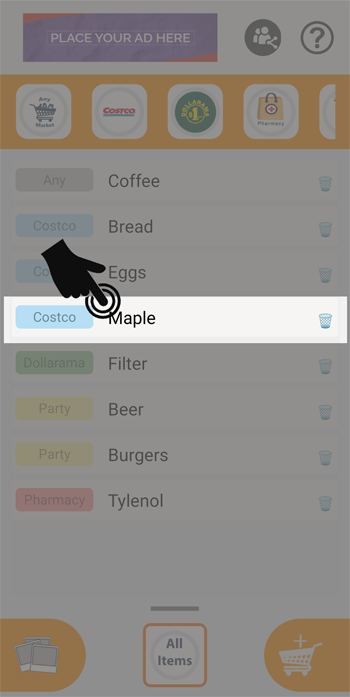 PLACE YOUR AD HERE
?
Any
Market
COSTCO
DOLLARAMA
$1
Pharmacy
Any Coffee
Costco Bread
Co Eggs
Costco Maple
Dollarama Filter
Party Beer
Party Burgers
Pharmacy Tylenol
All
Items